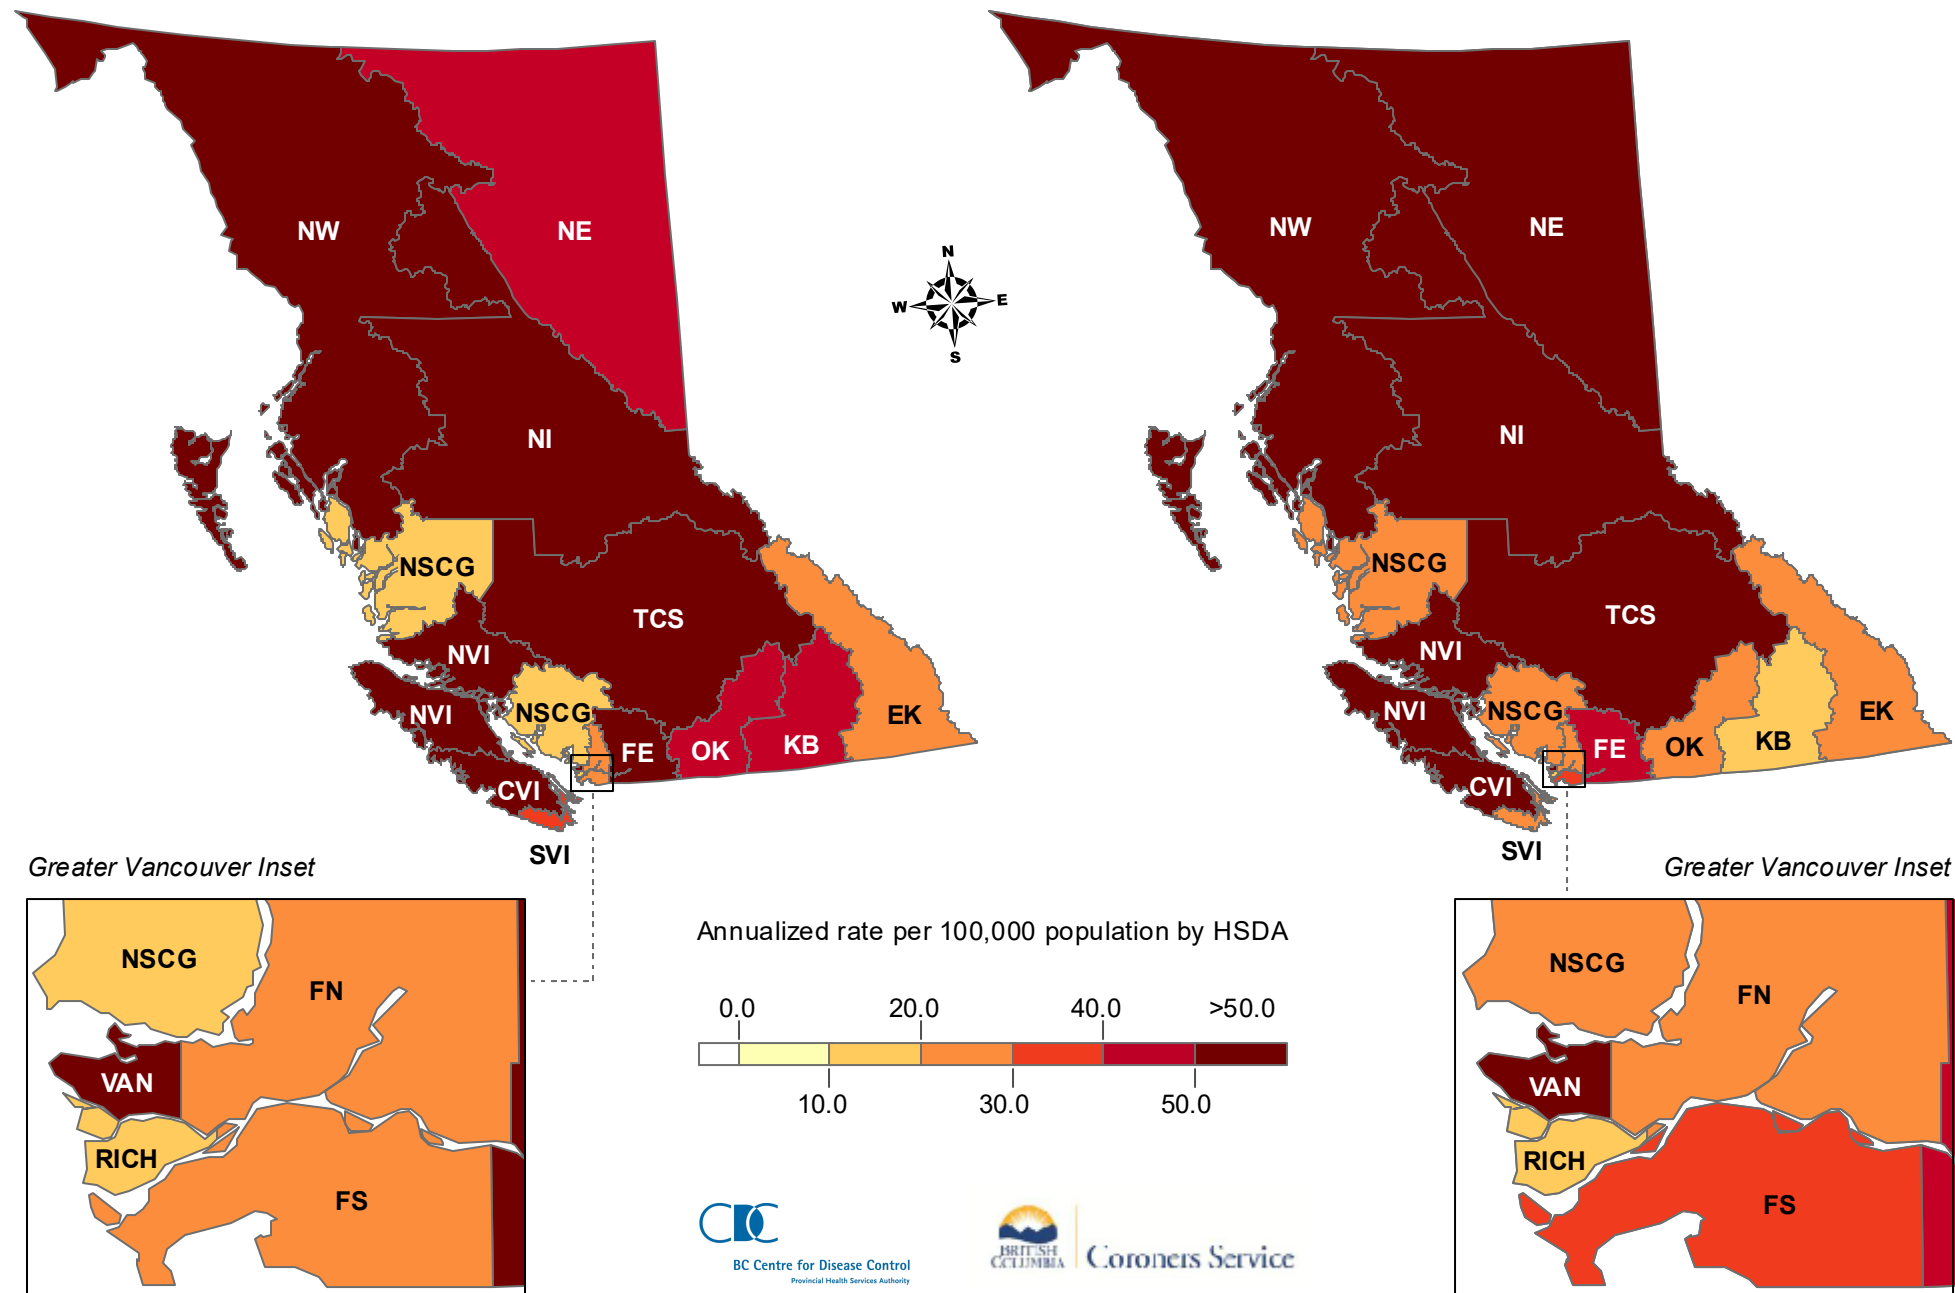 NW
NE
NI
NSCG
TCS
NVI
NVI
NSCG
FE
OK
KB
EK
CVI
SVI
N
W
E
S
NW
NE
NI
NSCG
TCS
NVI
NVI
NSCG
FE
OK
KB
EK
CVI
SVI
Greater Vancouver Inset
Greater Vancouver Inset
NSCG
FN
VAN
RICH
FS
Annualized rate per 100,000 population by HSDA
0.0 20.0 40.0 >50.0
10.0 30.0 50.0
CDC
BC Centre for Disease Control
Provincial Health Services Authority
BRITISH
COLUMBIA
Coroners Service
NSCG
FN
VAN
RICH
FS